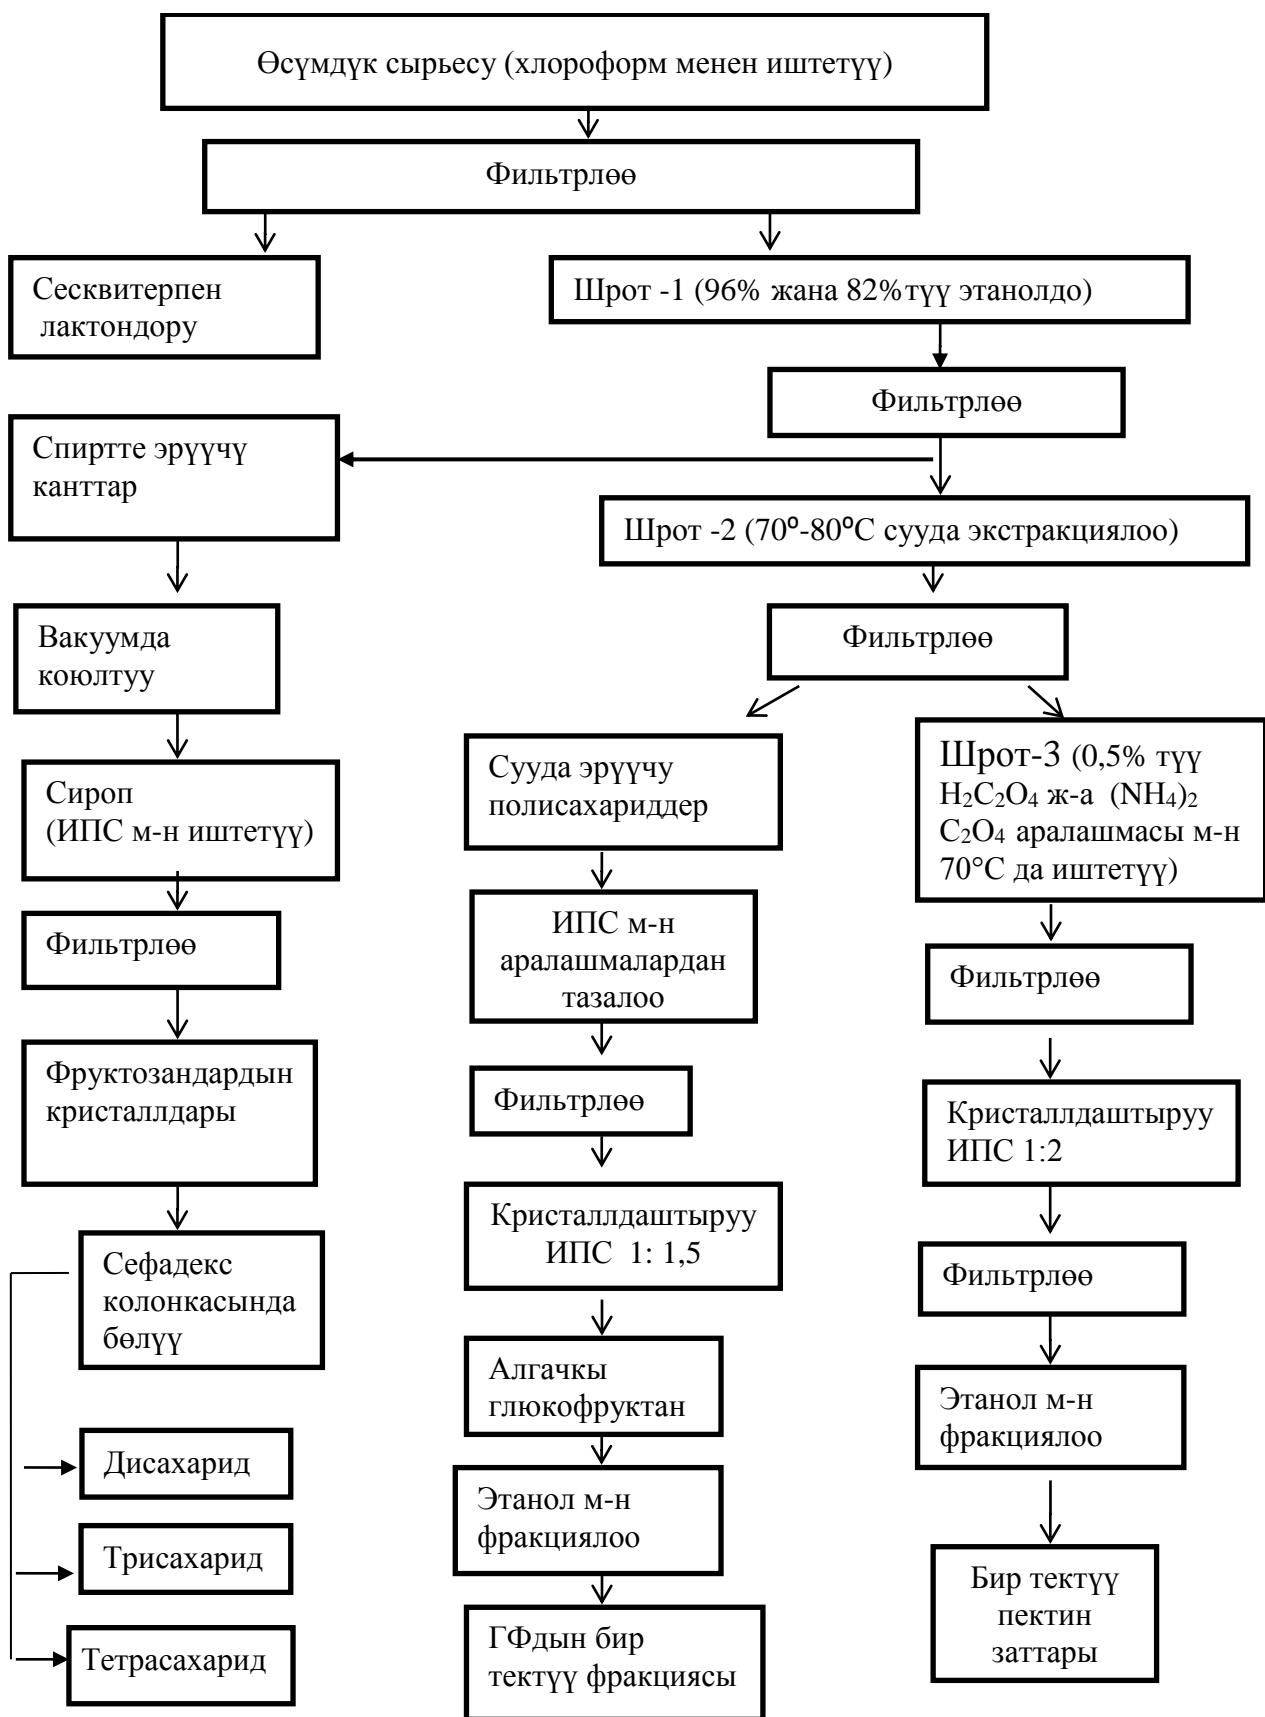 Өсүмдүк сырьесу (хлороформ менен иштетүү)
Фильтрлөө
Сесквитерпен
лактондору
Шрот -1 (96% жана 82%түү этанолдо)
Фильтрлөө
Спиртте эрүүчү
канттар
Шрот -2 (70⁰-80⁰С сууда экстракциялоо)
Вакуумда
коюлтуу
Фильтрлөө
Сироп
(ИПС м-н иштетүү)
Сууда эрүүчу
полисахариддер
Шрот-3 (0,5% түү
H₂C₂O₄ ж-а (NH₄)₂
C₂O₄ аралашмасы м-н
70°С да иштетүү)
Фильтрлөө
ИПС м-н
аралашмалардан
тазалоо
Фильтрлөө
Фруктозандардын
кристаллдары
Фильтрлөө
Кристаллдаштыруу
ИПС 1:2
Сефадекс
колонкасында
бөлүү
Кристаллдаштыруу
ИПС 1: 1,5
Фильтрлөө
Алгачкы
глюкофруктан
Этанол м-н
фракциялоо
Дисахарид
Этанол м-н
фракциялоо
Трисахарид
Бир тектүү
пектин
заттары
Тетрасахарид
ГФдын бир
тектүү фракциясы